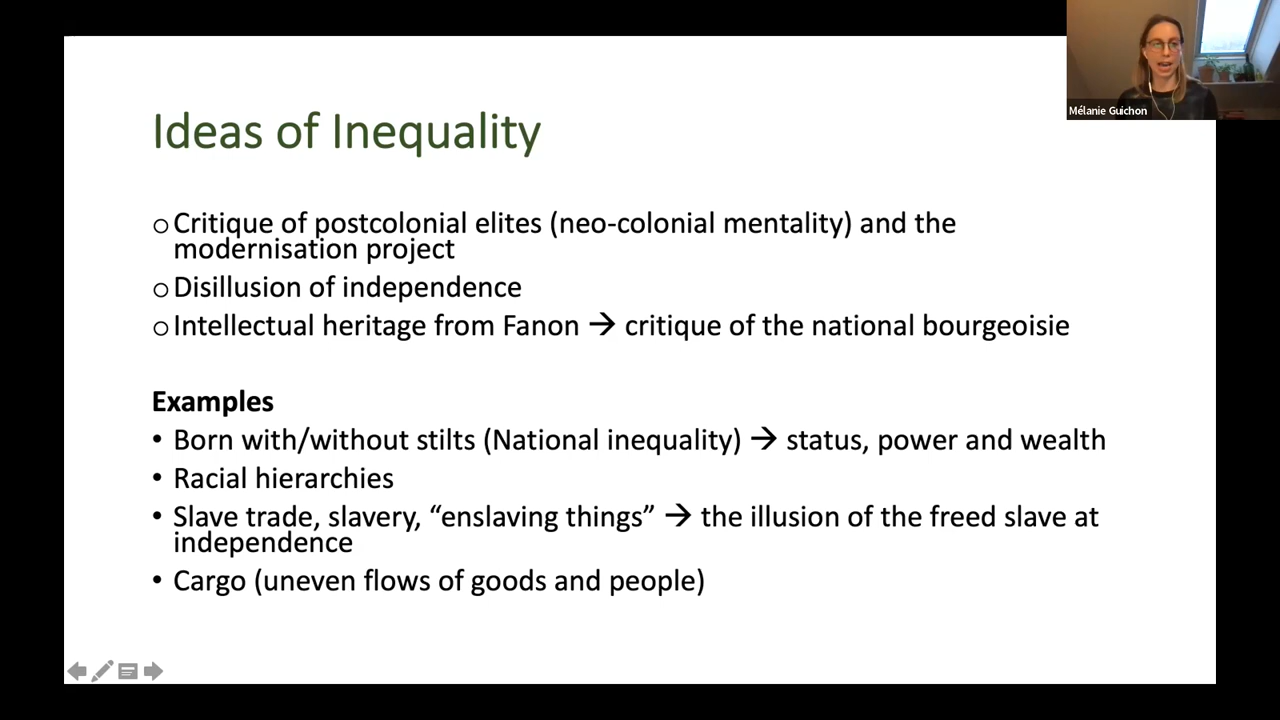 Mélanie Guichon
Ideas of Inequality
○ Critique of postcolonial elites (neo-colonial mentality) and the
modernisation project
○ Disillusion of independence
○ Intellectual heritage from Fanon → critique of the national bourgeoisie
Examples
• Born with/without stilts (National inequality) → status, power and wealth
• Racial hierarchies
• Slave trade, slavery, “enslaving things” → the illusion of the freed slave at
independence
• Cargo (uneven flows of goods and people)